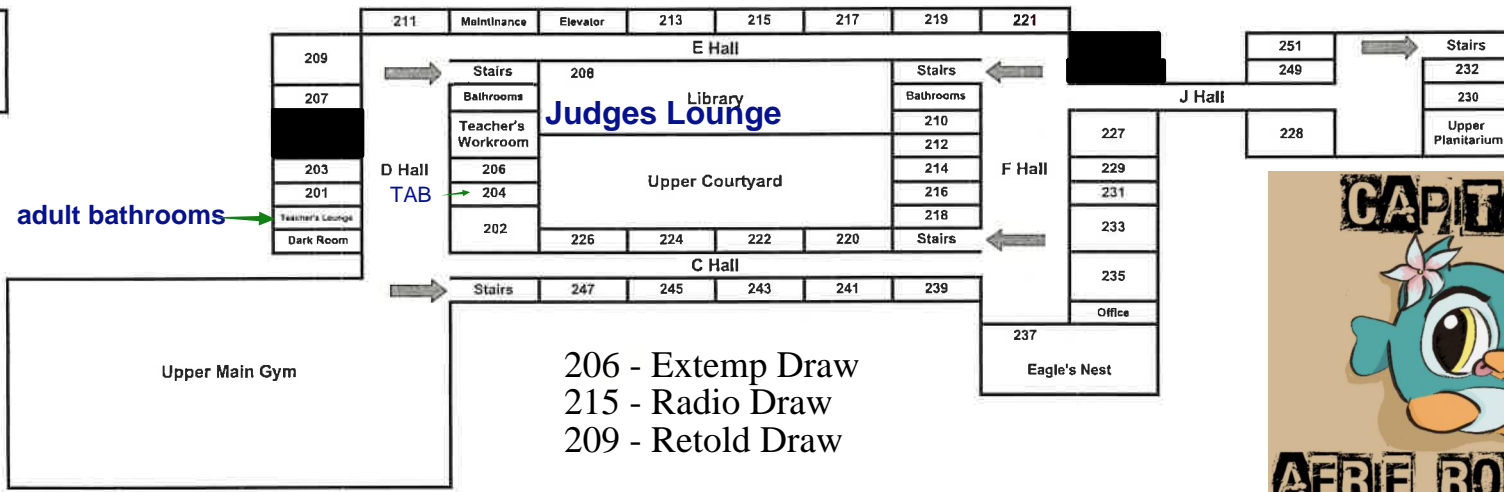 211
Maintinance
Elevator
213
215
217
219
221
E Hall
209
207
203
201
Teacher's Lounge
Dark Room
adult bathrooms
D Hall
TAB
Stairs
Bathrooms
Teacher's
Workroom
206
204
202
208
Library
Judges Lounge
Upper Courtyard
226
224
222
220
Stairs
Bathrooms
210
212
214
216
218
Stairs
F Hall
C Hall
Stairs
247
245
243
241
239
227
229
231
233
235
Office
237
Eagle's Nest
J Hall
251
249
228
Stairs
232
230
Upper
Planitarium
Upper Main Gym
206 - Extemp Draw
215 - Radio Draw
209 - Retold Draw